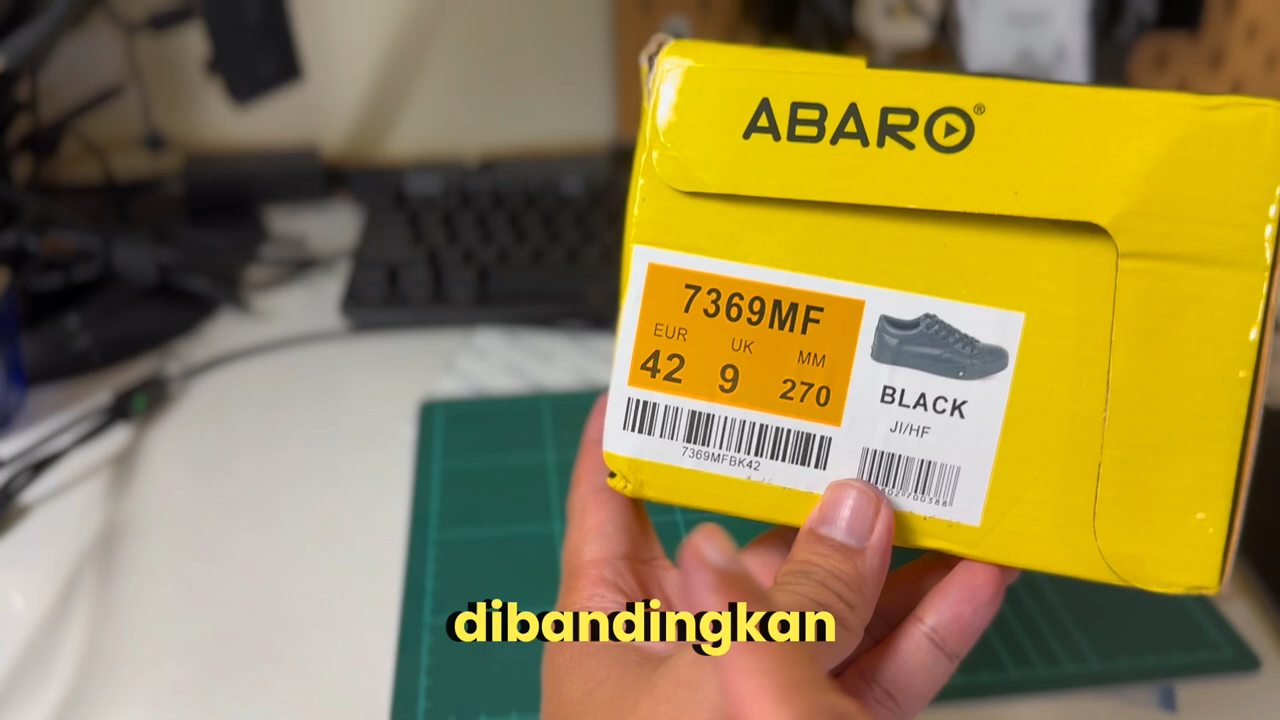 ABARO®
7369MF
EUR UK MM
42 9 270
7369MFBK42
BLACK
JI/HF
dibandingkan